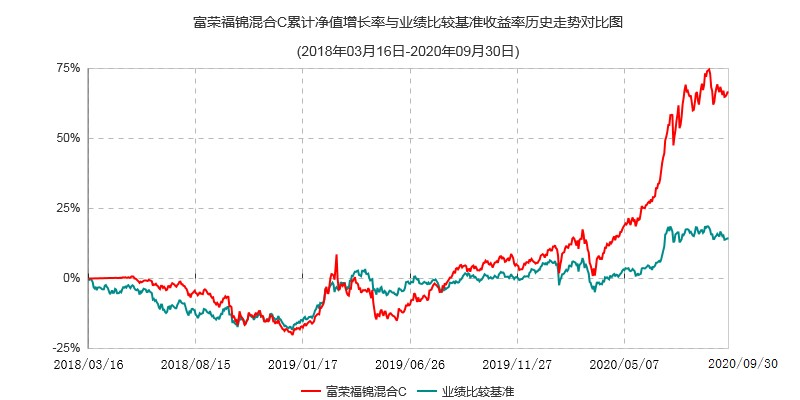 富荣福锦混合C累计净值增长率与业绩比较基准收益率历史走势对比图
(2018年03月16日-2020年09月30日)
75%
50%
25%
0%
-25%
2018/03/16 2018/08/15 2019/01/17 2019/06/26 2019/11/27 2020/05/07 2020/09/30
富荣福锦混合C 业绩比较基准